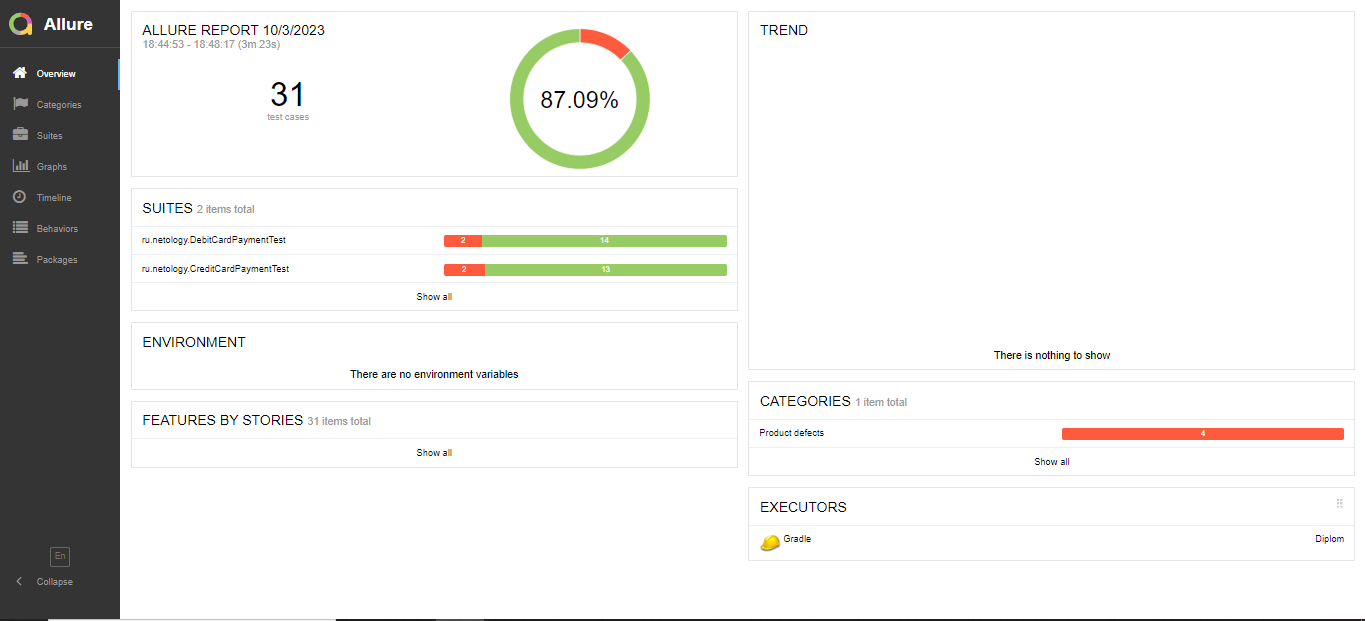 Allure
Overview
Categories
Suites
Graphs
Timeline
Behaviors
Packages
En
Collapse
ALLURE REPORT 10/3/2023
18:44:53 - 18:48:17 (3m 23s)
31
test cases
87.09%
SUITES 2 items total
ru.netology.DebitCardPaymentTest 2 14
ru.netology.CreditCardPaymentTest 2 13
Show all
ENVIRONMENT
There are no environment variables
FEATURES BY STORIES 31 items total
Show all
TREND
There is nothing to show
CATEGORIES 1 item total
Product defects 4
Show all
EXECUTORS
Gradle Diplom